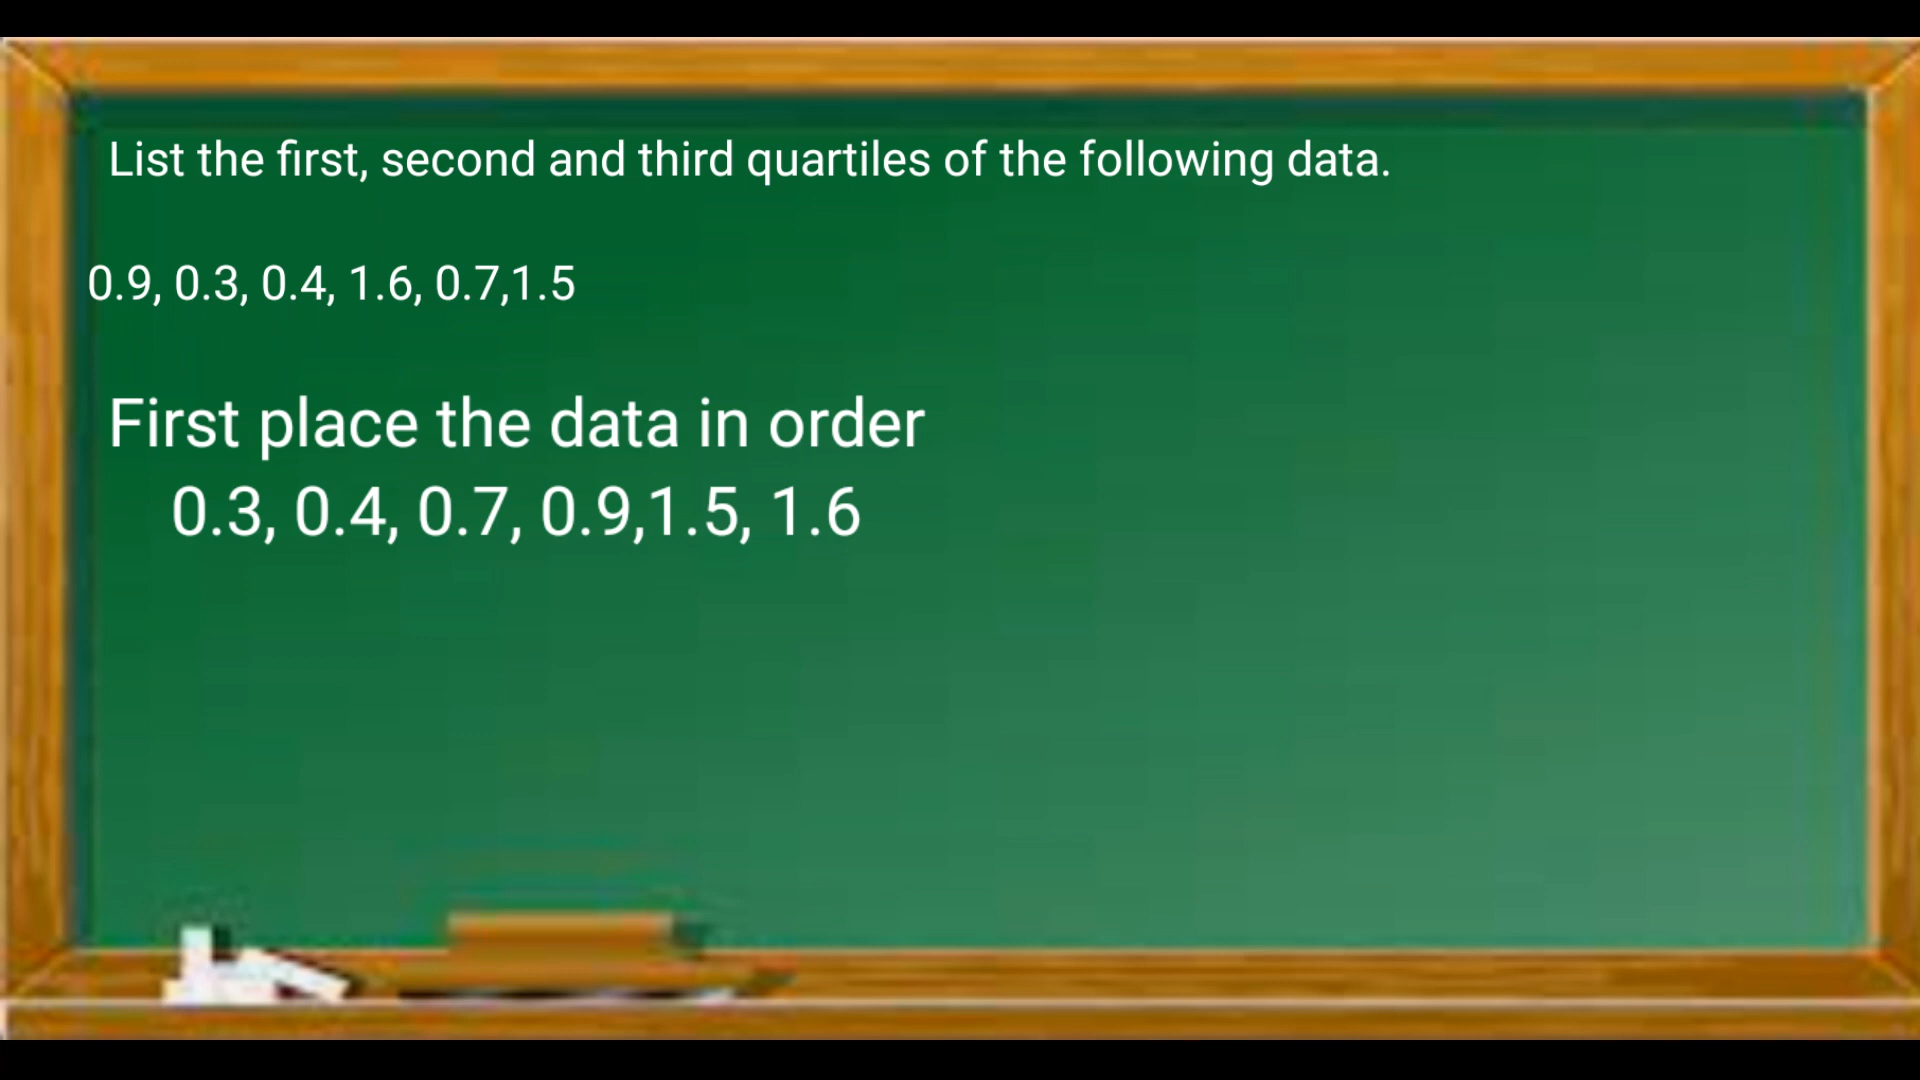 List the first, second and third quartiles of the following data.
0.9, 0.3, 0.4, 1.6, 0.7,1.5
First place the data in order
0.3, 0.4, 0.7, 0.9,1.5, 1.6